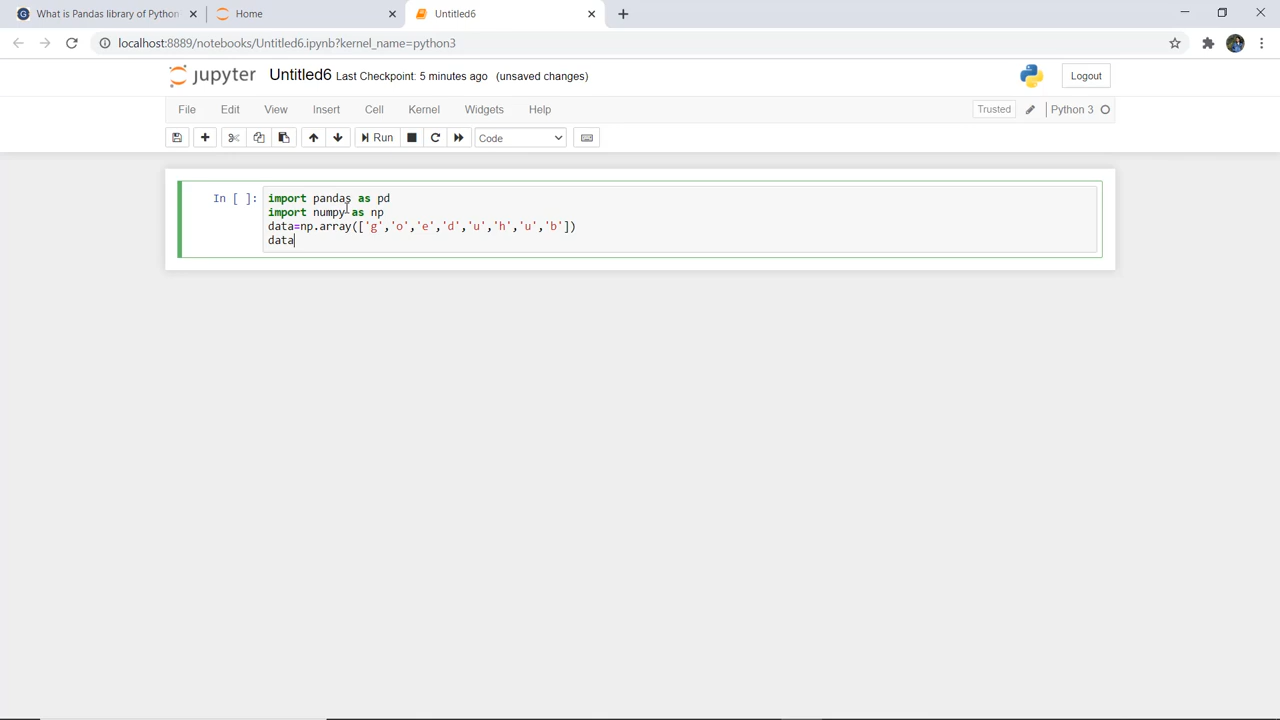 What is Pandas library of Python
Home
Untitled6
localhost:8889/notebooks/Untitled6.ipynb?kernel_name=python3
jupyter Untitled6 Last Checkpoint: 5 minutes ago (unsaved changes)
Logout
File Edit View Insert Cell Kernel Widgets Help
Trusted
Python 3
Run
Code
In [ ]:
import pandas as pd
import numpy as np
data=np.array(['g','o','e','d','u','h','u','b'])
data